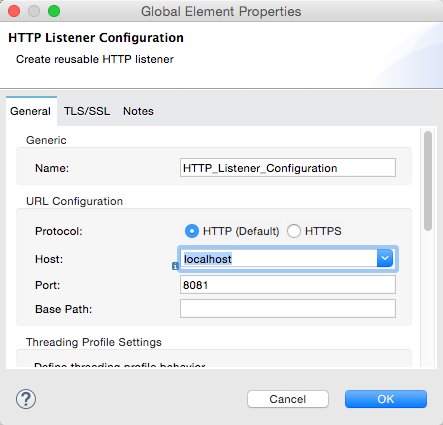 Global Element Properties
HTTP Listener Configuration
Create reusable HTTP listener
General TLS/SSL Notes
Generic
Name: HTTP_Listener_Configuration
URL Configuration
Protocol: HTTP (Default) HTTPS
Host: localhost
Port: 8081
Base Path:
Threading Profile Settings
Define threading profile behavior
? Cancel OK